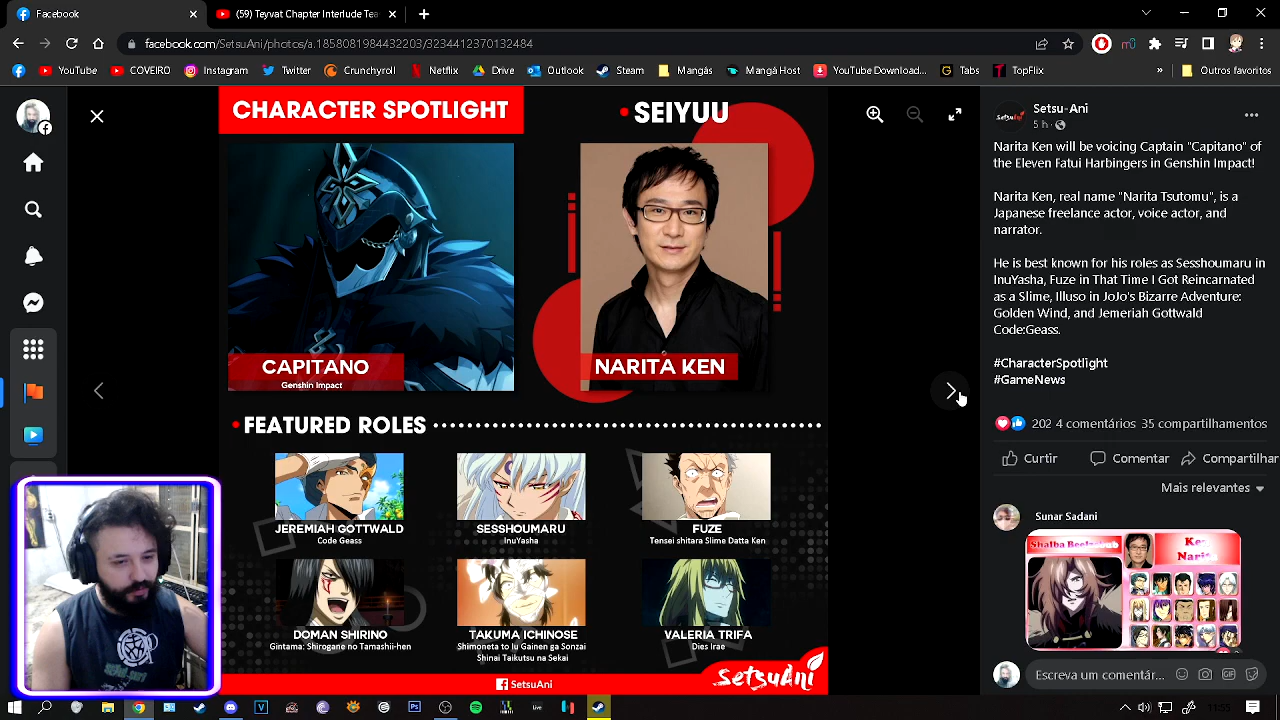 Facebook
(59) Teyvat Chapter Interlude Tea
facebook.com/SetsuAni/photos/a.1858081984432203/3234412370132484
Facebook
YouTube
COVEIRO
Instagram
Twitter
Crunchyroll
Netflix
Drive
SetuOn
Steam
Mangás
Mangá Host
YouTube Download...
Tabs
TopFlix
»
Outros favoritos
CHARACTER SPOTLIGHT
SEIYUU
CAPITANO
Genshin Impact
NARITA KEN
FEATURED ROLES
JEREMIAH GOTTWALD
Code Geass
SESSHOUMARU
InuYasha
FUZE
Tensei shitara Slime Datta Ken
DOMAN SHIRINO
Gintama: Shirogane no Tamashii-hen
TAKUMA ICHINOSE
Shimoneta to Iu Gainen ga Sonzai
Shinai Taikutsu na Sekai
VALERIA TRIFA
Dies Irae
SetsuAni
SetsuAni
Setsu-Ani
5 h ·
Narita Ken will be voicing Captain "Capitano" of
the Eleven Fatui Harbingers in Genshin Impact!
Narita Ken, real name "Narita Tsutomu", is a
Japanese freelance actor, voice actor, and
narrator.
He is best known for his roles as Sesshoumaru in
InuYasha, Fuze in That Time I Got Reincarnated
as a Slime, Illuso in JoJo's Bizarre Adventure:
Golden Wind, and Jemeriah Gottwald
CodeGeass.
#CharacterSpotlight
#GameNews
202 4 comentários 35 compartilhamentos
Curtir
Comentar
Compartilhar
Mais relevantes
Sunar Sadani
Escreva um comentár...
11:55